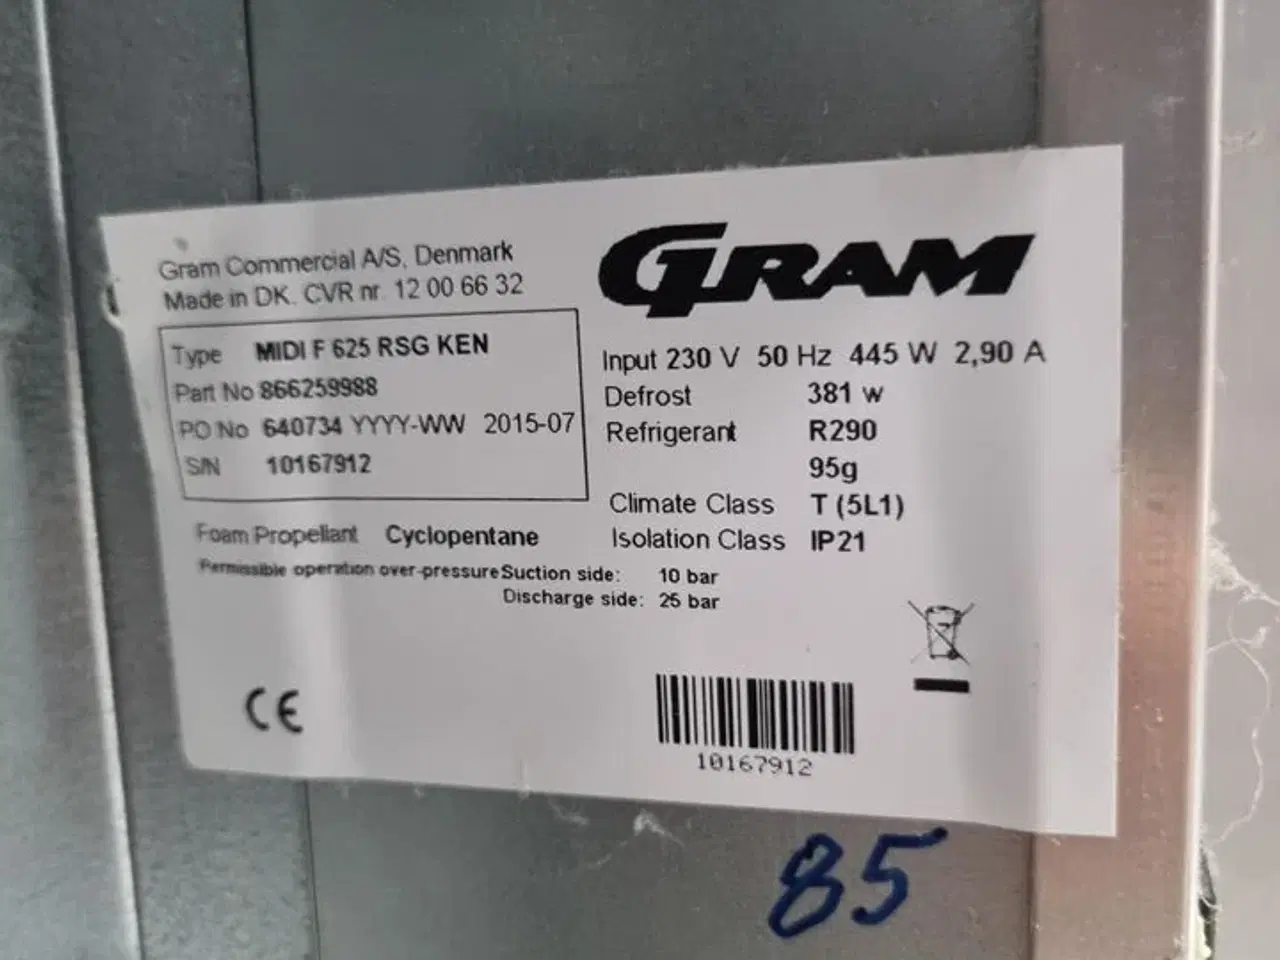 Gram Commercial A/S, Denmark
Made in DK. CVR nr. 12 00 66 32
Type MIDI F 625 RSG KEN
Part No 866259988
PO No 640734 YYYY-WW 2015-07
S/N 10167912
GRAM
Input 230 V 50 Hz 445 W 2,90 A
Defrost 381 w
Refrigerant R290
95g
Climate Class T (5L1)
Isolation Class IP21
Foam Propellant Cyclopentane
Permissible operation over-pressure Suction side: 10 bar
Discharge side: 25 bar
CE
10167912
85